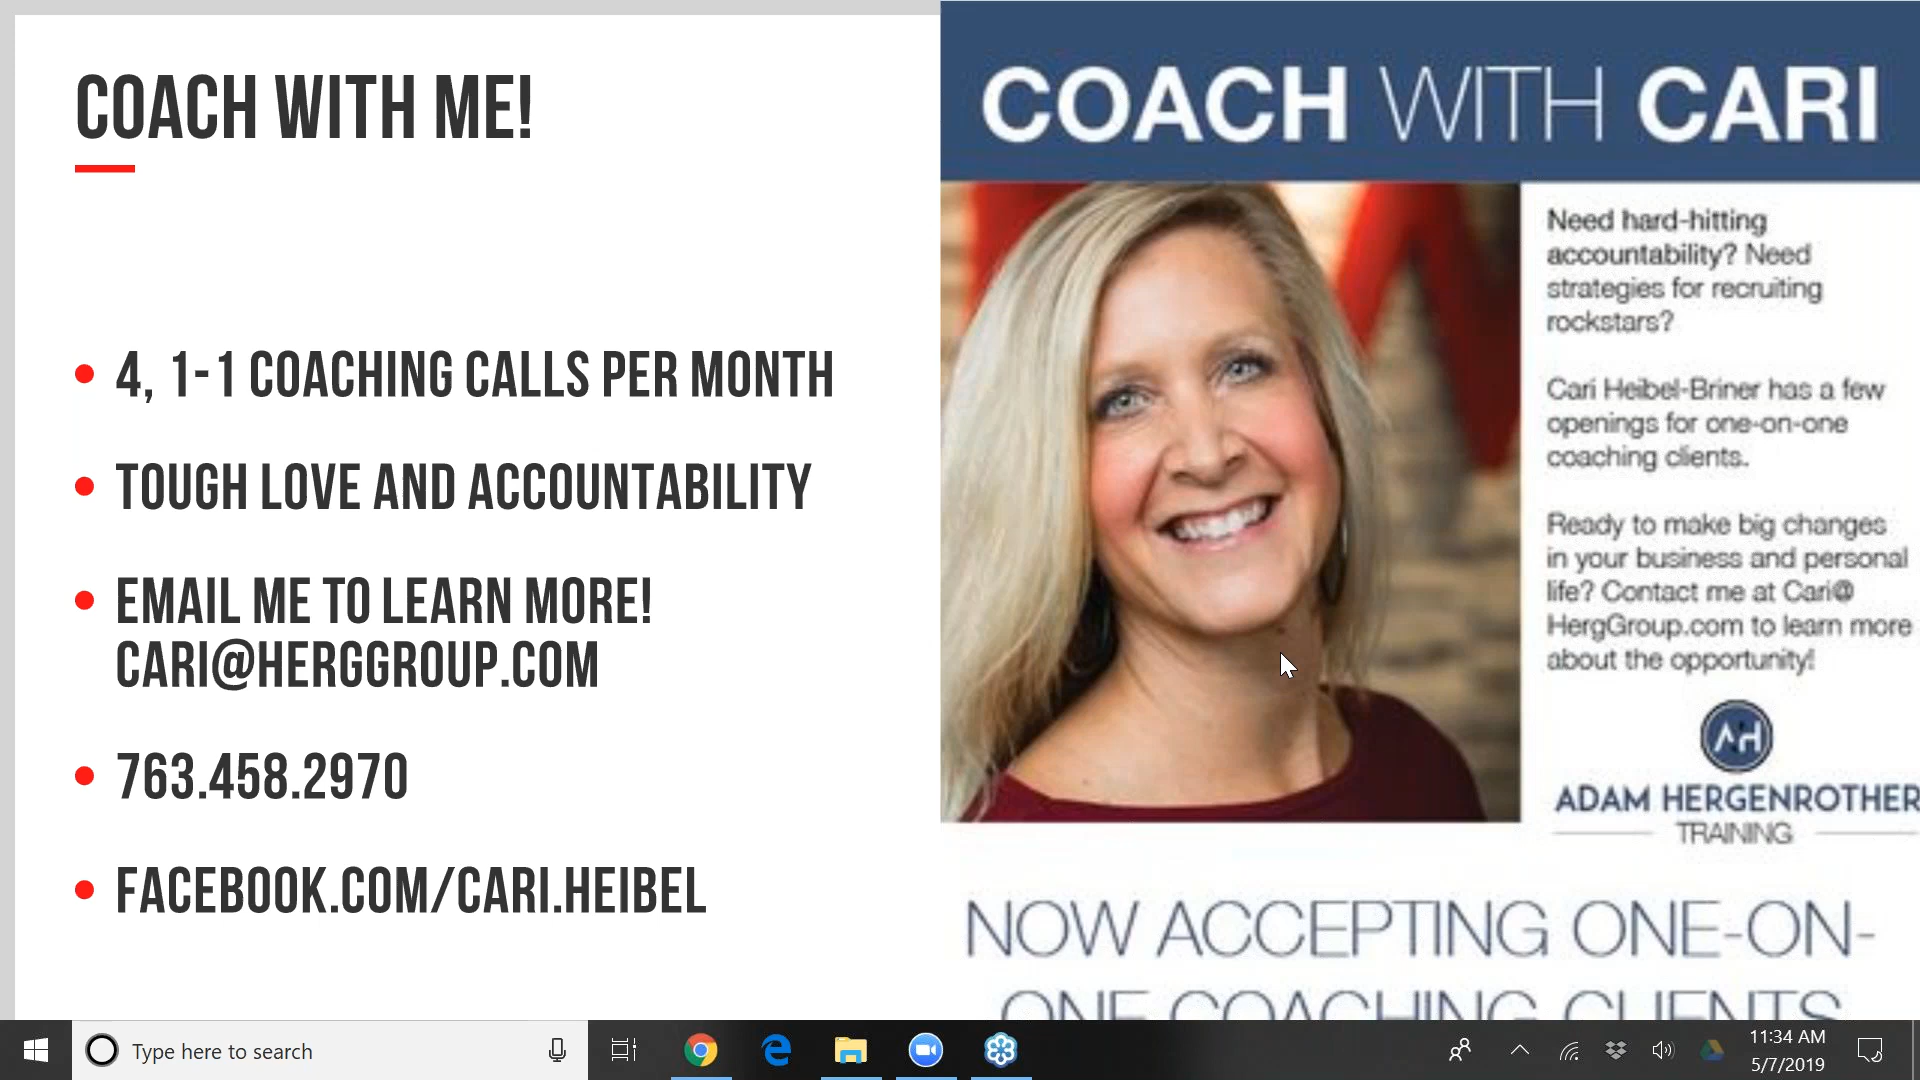 COACH WITH ME!
4, 1-1 COACHING CALLS PER MONTH
TOUGH LOVE AND ACCOUNTABILITY
EMAIL ME TO LEARN MORE!
CARI@HERGGROUP.COM
763.458.2970
FACEBOOK.COM/CARI.HEIBEL
COACH WITH CARI
Need hard-hitting
accountability? Need
strategies for recruiting
rockstars?
Cari Heibel-Briner has a few
openings for one-on-one
coaching clients.
Ready to make big changes
in your business and personal
life? Contact me at Cari@
HergGroup.com to learn more
about the opportunity!
AH
ADAM HERGENROTHER
TRAINING
NOW ACCEPTING ONE-ON-
ONE COACHING CLIENTS
Type here to search
11:34 AM
5/7/2019